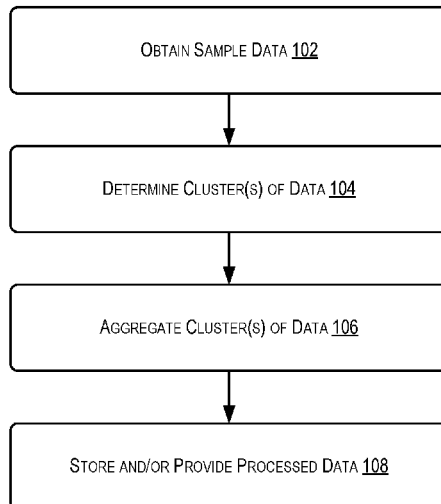 OBTAIN SAMPLE DATA 102
DETERMINE CLUSTER(S) OF DATA 104
AGGREGATE CLUSTER(S) OF DATA 106
STORE AND/OR PROVIDE PROCESSED DATA 108